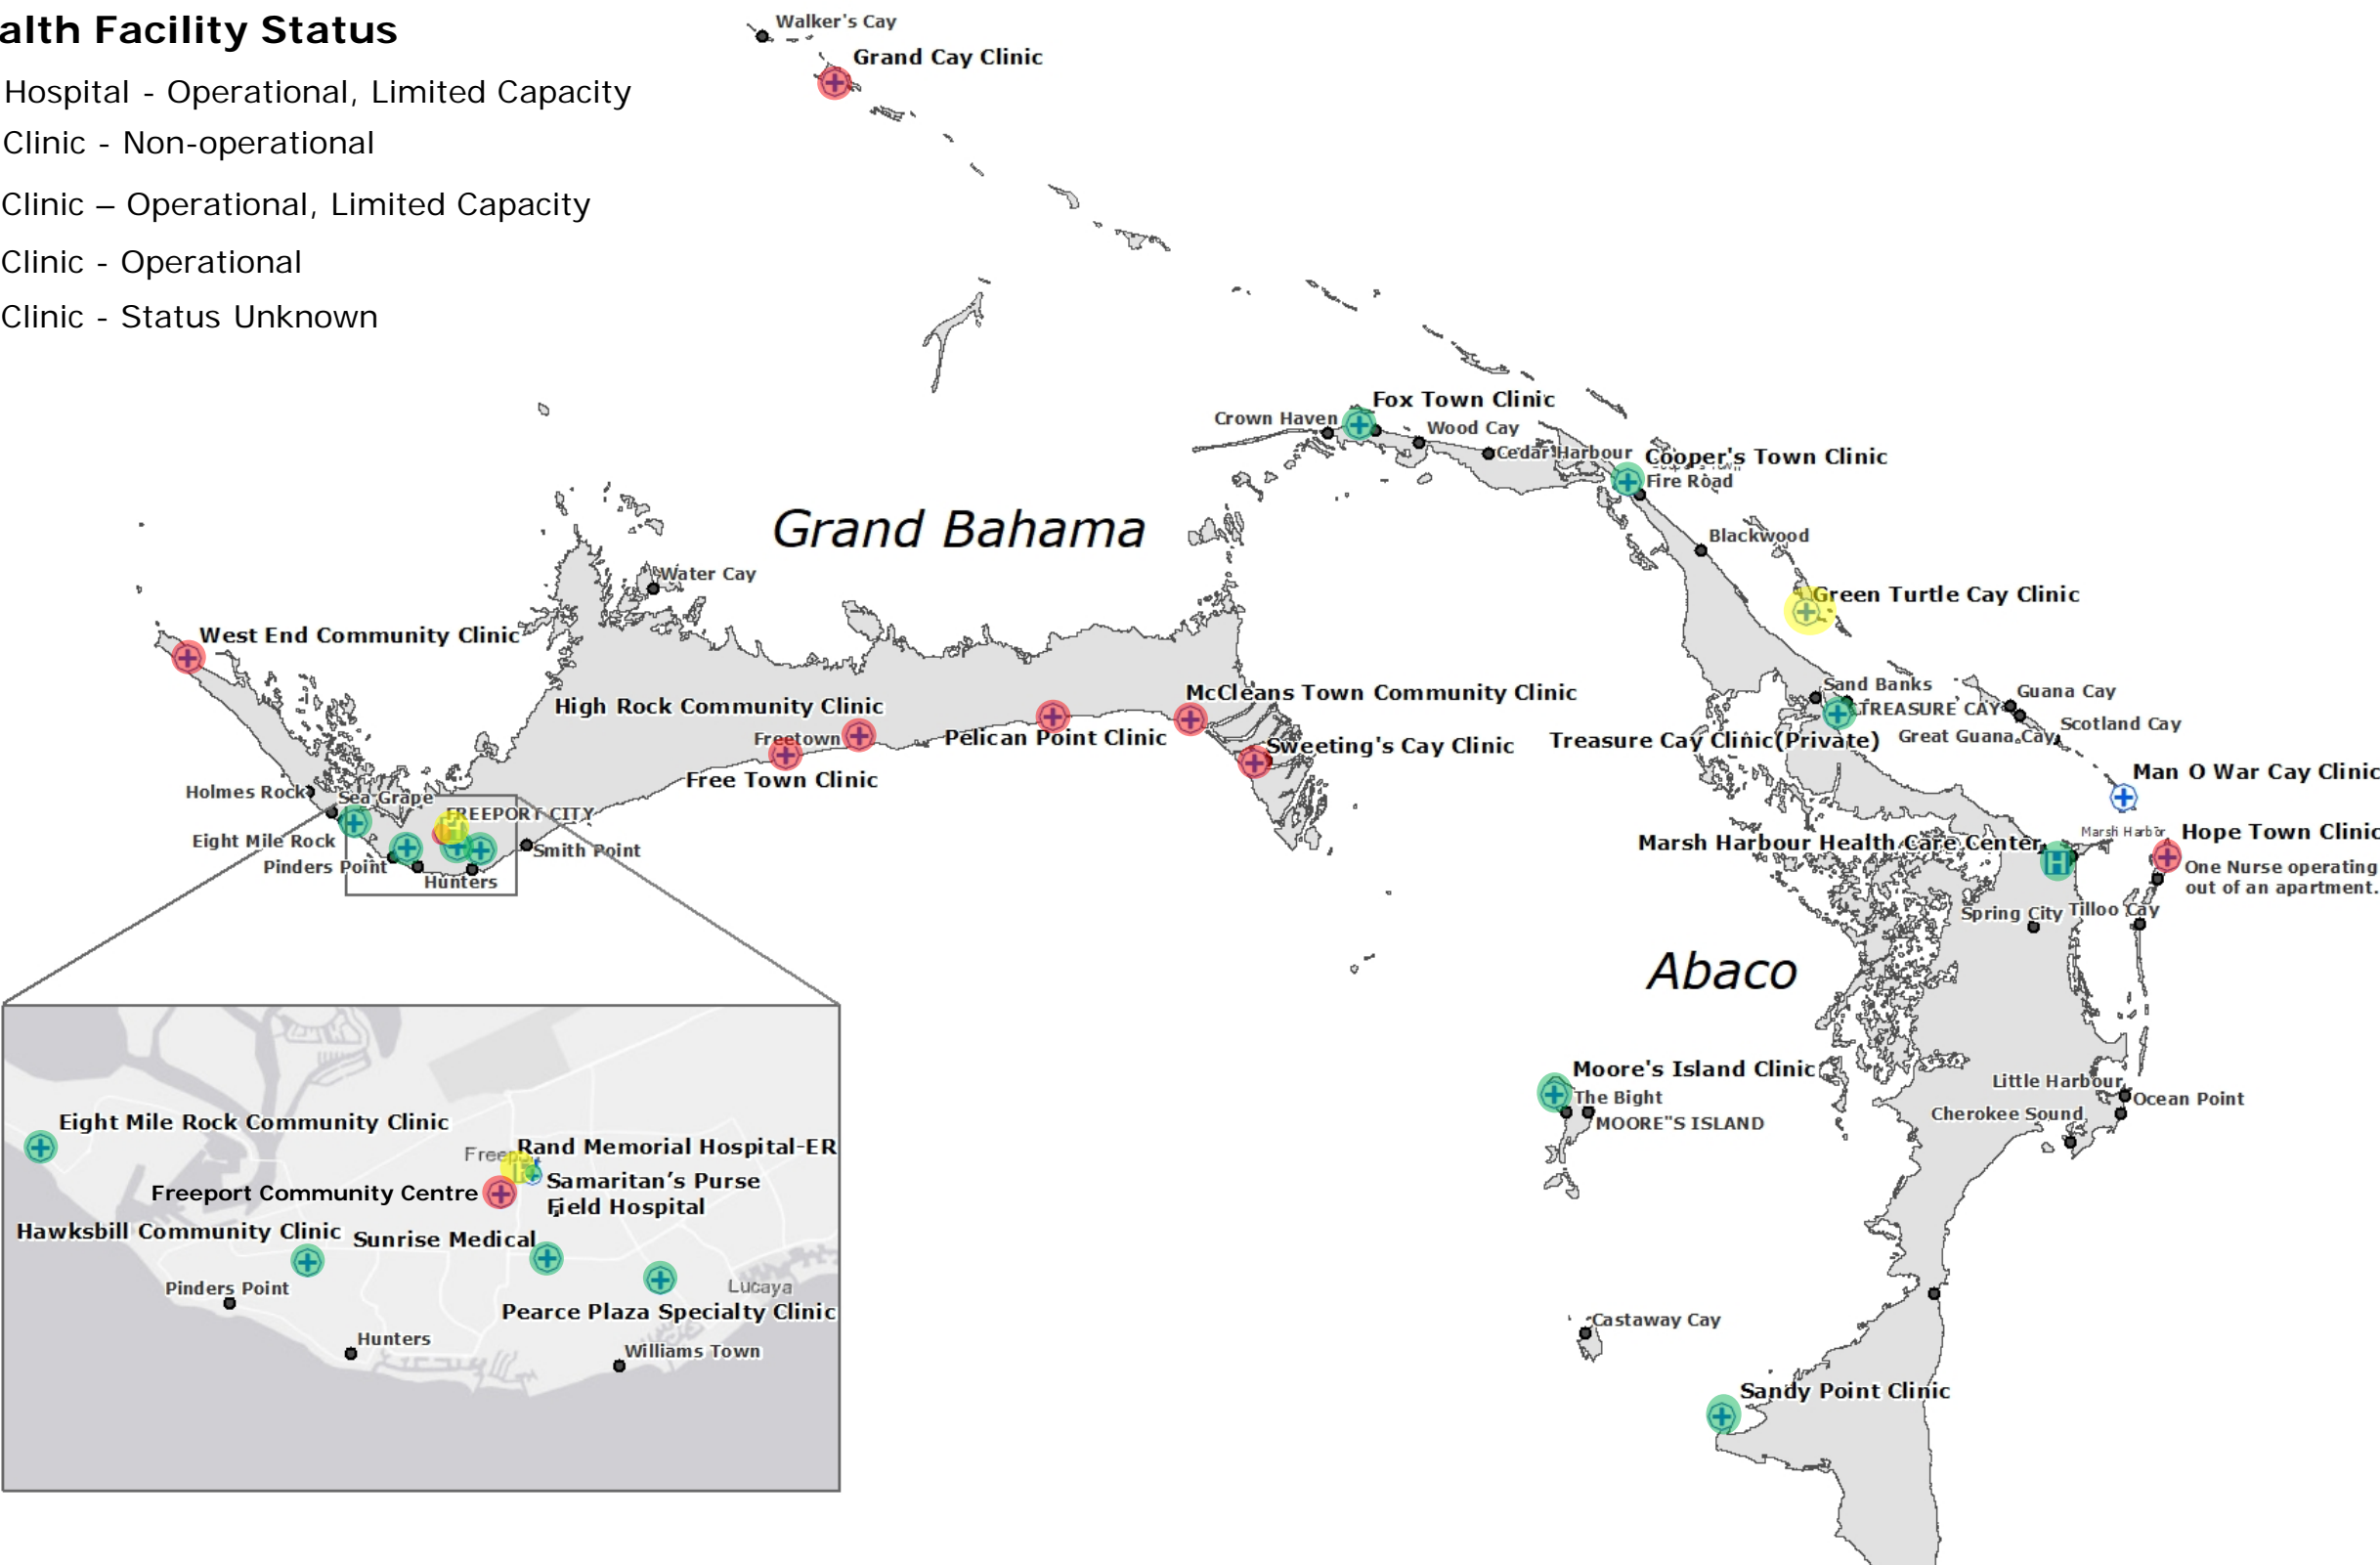 alth Facility Status
Hospital - Operational, Limited Capacity
Clinic - Non-operational
Clinic – Operational, Limited Capacity
Clinic - Operational
Clinic - Status Unknown
Walker's Cay
Grand Cay Clinic
Fox Town Clinic
Crown Haven
Wood Cay
Cedar Harbour
Cooper's Town Clinic
Fire Road
Grand Bahama
Blackwood
Water Cay
Green Turtle Cay Clinic
West End Community Clinic
Sand Banks
Guana Cay
McCleans Town Community Clinic
High Rock Community Clinic
TREASURE CAY
Scotland Cay
Freetown
Pelican Point Clinic
Sweeting's Cay Clinic
Treasure Cay Clinic(Private)
Great Guana Cay
Free Town Clinic
Man O War Cay Clinic
Holmes Rock
Sea Grape
FREEPORT CITY
Marsh Harbor
Hope Town Clinic
Eight Mile Rock
Smith Point
Marsh Harbour Health Care Center
H
H
Pinders Point
Hunters
One Nurse operating
out of an apartment.
Spring City
Tilloo Cay
Abaco
Moore's Island Clinic
The Bight
MOORE"S ISLAND
Little Harbour
Ocean Point
Cherokee Sound
Eight Mile Rock Community Clinic
Rand Memorial Hospital-ER
Freeport Community Centre
Samaritan’s Purse
Field Hospital
Hawksbill Community Clinic
Sunrise Medical
Pinders Point
Lucaya
Pearce Plaza Specialty Clinic
Hunters
Williams Town
Castaway Cay
Sandy Point Clinic